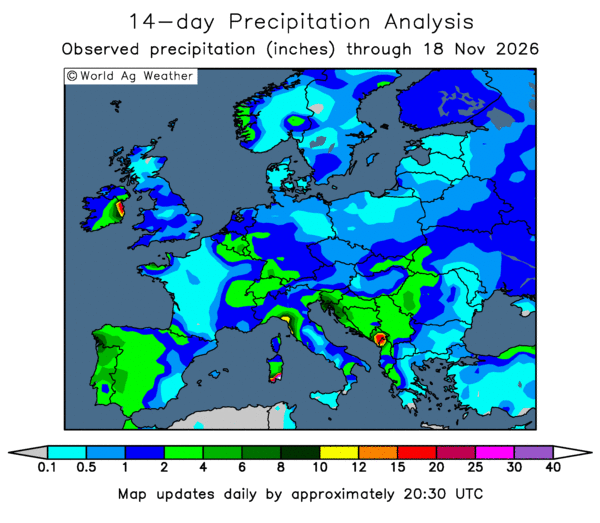 14-day Precipitation Analysis
Observed precipitation (inches) through 18 Nov 2026
© World Ag Weather
0.1 0.5 1 2 4 6 8 10 12 15 20 25 30 40
Map updates daily by approximately 20:30 UTC